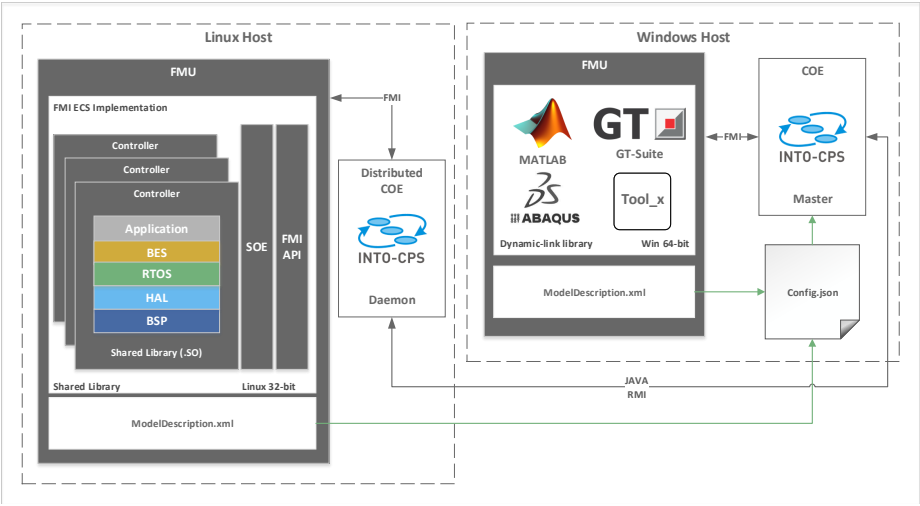 Linux Host
FMU
FMI ECS Implementation
Controller
Controller
Controller
Application
BES
RTOS
HAL
BSP
Shared Library (.SO)
SOE
FMI
API
Shared Library
Linux 32-bit
ModelDescription.xml
FMI
Distributed
COE
INTO-CPS
Daemon
Windows Host
FMU
MATLAB
GT
GT-Suite
DS
ABAQUS
Tool_x
Dynamic-link library
Win 64-bit
ModelDescription.xml
FMI
COE
INTO-CPS
Master
Config.json
JAVA
RMI